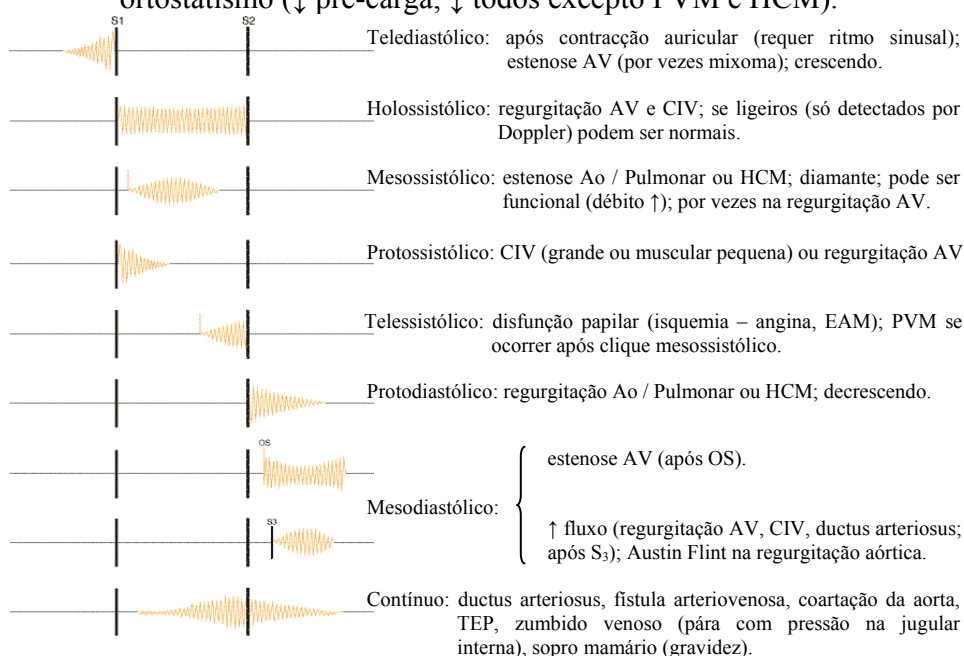 ortostatismo (↓ pré-carga, ↓ todos excepto PVM e HCM).
S1 S2
Telediastólico: após contracção auricular (requer ritmo sinusal);
estenose AV (por vezes mixoma); crescendo.
Holossistólico: regurgitação AV e CIV; se ligeiros (só detectados por
Doppler) podem ser normais.
Mesossistólico: estenose Ao / Pulmonar ou HCM; diamante; pode ser
funcional (débito ↑); por vezes na regurgitação AV.
Protossistólico: CIV (grande ou muscular pequena) ou regurgitação AV
Telessistólico: disfunção papilar (isquemia – angina, EAM); PVM se
ocorrer após clique mesossistólico.
Protodiastólico: regurgitação Ao / Pulmonar ou HCM; decrescendo.
OS
estenose AV (após OS).
Mesodiastólico:
S3
↑ fluxo (regurgitação AV, CIV, ductus arteriosus;
após S₃); Austin Flint na regurgitação aórtica.
Contínuo: ductus arteriosus, fístula arteriovenosa, coartação da aorta,
TEP, zumbido venoso (pára com pressão na jugular
interna), sopro mamário (gravidez).